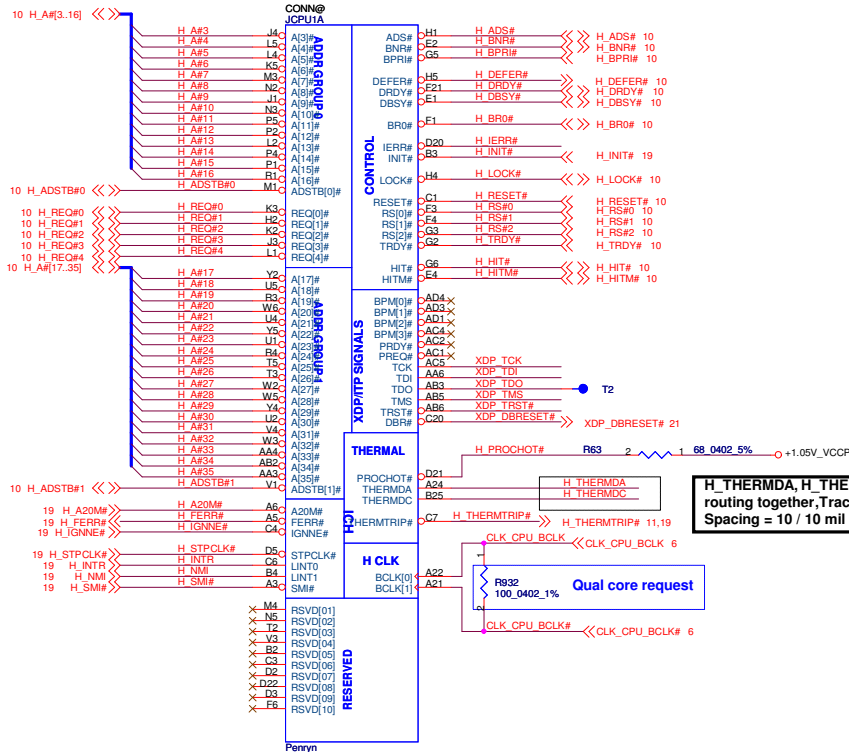 CONN@
JCPU1A
10 H_A#[3..16]
H_A#3 J4 A[3]#
H_A#4 L5 A[4]#
H_A#5 L4 A[5]#
H_A#6 K5 A[6]#
H_A#7 M3 A[7]#
H_A#8 N2 A[8]#
H_A#9 J1 A[9]#
H_A#10 N3 A[10]#
H_A#11 P5 A[11]#
H_A#12 P2 A[12]#
H_A#13 L2 A[13]#
H_A#14 P4 A[14]#
H_A#15 P1 A[15]#
H_A#16 R1 A[16]#
10 H_ADSTB#0 H_ADSTB#0 M1 ADSTB[0]#
ADDR GROUP 0
10 H_REQ#0 H_REQ#0 K3 REQ[0]#
10 H_REQ#1 H_REQ#1 H2 REQ[1]#
10 H_REQ#2 H_REQ#2 K2 REQ[2]#
10 H_REQ#3 H_REQ#3 J3 REQ[3]#
10 H_REQ#4 H_REQ#4 L1 REQ[4]#
10 H_A#[17..35]
H_A#17 Y2 A[17]#
H_A#18 U5 A[18]#
H_A#19 R3 A[19]#
H_A#20 W6 A[20]#
H_A#21 U4 A[21]#
H_A#22 Y5 A[22]#
H_A#23 U1 A[23]#
H_A#24 R4 A[24]#
H_A#25 T5 A[25]#
H_A#26 T3 A[26]#
H_A#27 W2 A[27]#
H_A#28 W5 A[28]#
H_A#29 Y4 A[29]#
H_A#30 U2 A[30]#
H_A#31 V4 A[31]#
H_A#32 W3 A[32]#
H_A#33 AA4 A[33]#
H_A#34 AB2 A[34]#
H_A#35 AA3 A[35]#
10 H_ADSTB#1 H_ADSTB#1 V1 ADSTB[1]#
ADDR GROUP 1
19 H_A20M# H_A20M# A6 A20M#
19 H_FERR# H_FERR# A5 FERR#
19 H_IGNNE# H_IGNNE# C4 IGNNE#
ICH
19 H_STPCLK# H_STPCLK# D5 STPCLK#
19 H_INTR H_INTR C6 LINT0
19 H_NMI H_NMI B4 LINT1
19 H_SMI# H_SMI# A3 SMI#
M4 RSVD[01]
N5 RSVD[02]
T2 RSVD[03]
V3 RSVD[04]
B2 RSVD[05]
C3 RSVD[06]
D2 RSVD[07]
D22 RSVD[08]
D3 RSVD[09]
F6 RSVD[10]
RESERVED
Penryn
CONTROL
ADS# H1 H_ADS# H_ADS# 10
BNR# E2 H_BNR# H_BNR# 10
BPRI# G5 H_BPRI# H_BPRI# 10
DEFER# H5 H_DEFER# H_DEFER# 10
DRDY# F21 H_DRDY# H_DRDY# 10
DBSY# E1 H_DBSY# H_DBSY# 10
BR0# F1 H_BR0# H_BR0# 10
IERR# D20 H_IERR#
INIT# B3 H_INIT# H_INIT# 19
LOCK# H4 H_LOCK# H_LOCK# 10
RESET# C1 H_RESET# H_RESET# 10
RS[0]# F3 H_RS#0 H_RS#0 10
RS[1]# F4 H_RS#1 H_RS#1 10
RS[2]# G3 H_RS#2 H_RS#2 10
TRDY# G2 H_TRDY# H_TRDY# 10
HIT# G6 H_HIT# H_HIT# 10
HITM# E4 H_HITM# H_HITM# 10
XDP/ITP SIGNALS
BPM[0]# AD4
BPM[1]# AD3
BPM[2]# AD1
BPM[3]# AC4
PRDY# AC2
PREQ# AC1
TCK AC5 XDP_TCK
TDI AA6 XDP_TDI
TDO AB3 XDP_TDO T2
TMS AB5 XDP_TMS
TRST# AB6 XDP_TRST#
DBR# C20 XDP_DBRESET# XDP_DBRESET# 21
THERMAL
H_PROCHOT# R63 2 1 68_0402_5% +1.05V_VCCP
PROCHOT# D21
THERMDA A24 H_THERMDA
THERMDC B25 H_THERMDC
THERMTRIP# C7 H_THERMTRIP# H_THERMTRIP# 11,19
H_THERMDA, H_THE
routing together,Trac
Spacing = 10 / 10 mil
H CLK
CLK_CPU_BCLK CLK_CPU_BCLK 6
BCLK[0] A22
BCLK[1] A21
1
R932
100_0402_1%
2
Qual core request
CLK_CPU_BCLK# CLK_CPU_BCLK# 6